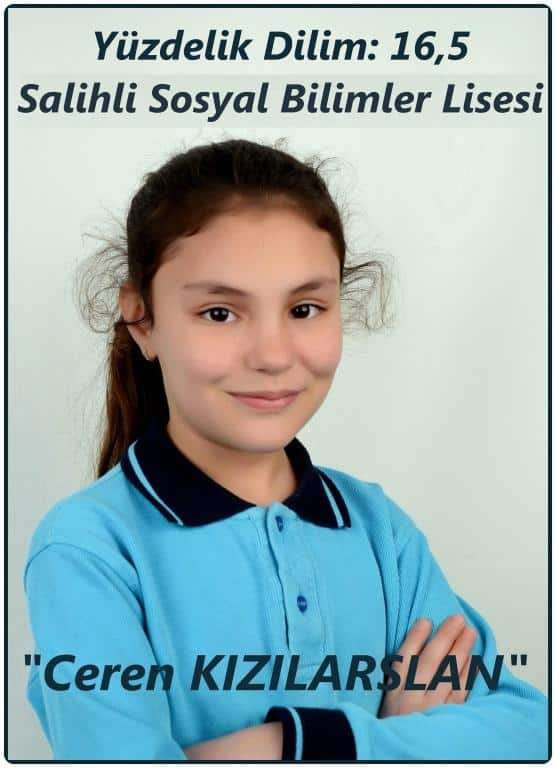 Yüzdelik Dilim: 16,5
Salihli Sosyal Bilimler Lisesi
"Ceren KIZILARSLAN"